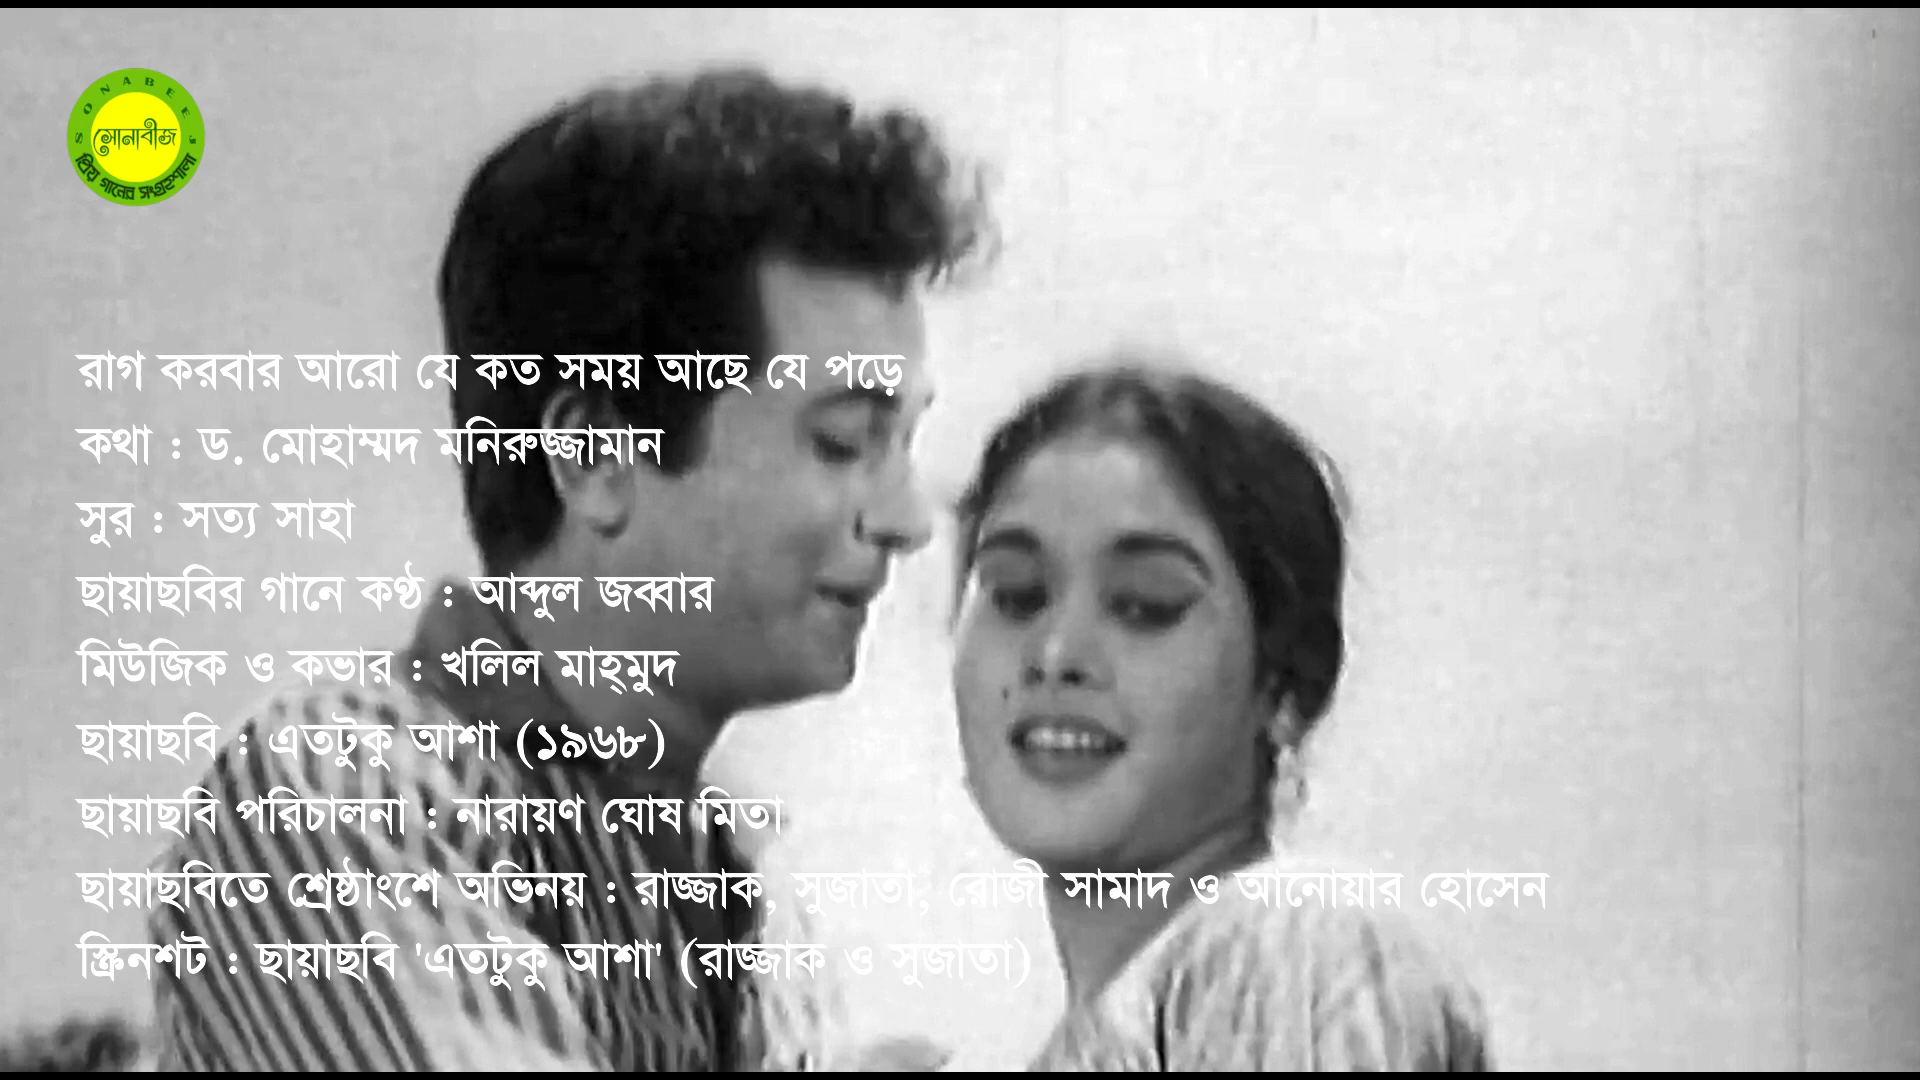 SONABEEJ
সোনাবীজ
প্রিয় গানের সংগ্রহশালা
রাগ করবার আরো যে কত সময় আছে যে পড়ে
কথা : ড. মোহাম্মদ মনিরুজ্জামান
সুর : সত্য সাহা
ছায়াছবির গানে কণ্ঠ : আব্দুল জব্বার
মিউজিক ও কভার : খলিল মাহ্‌মুদ
ছায়াছবি : এতটুকু আশা (১৯৬৮)
ছায়াছবি পরিচালনা : নারায়ণ ঘোষ মিতা
ছায়াছবিতে শ্রেষ্ঠাংশে অভিনয় : রাজ্জাক, সুজাতা, রোজী সামাদ ও আনোয়ার হোসেন
স্ক্রিনশট : ছায়াছবি 'এতটুকু আশা' (রাজ্জাক ও সুজাতা)